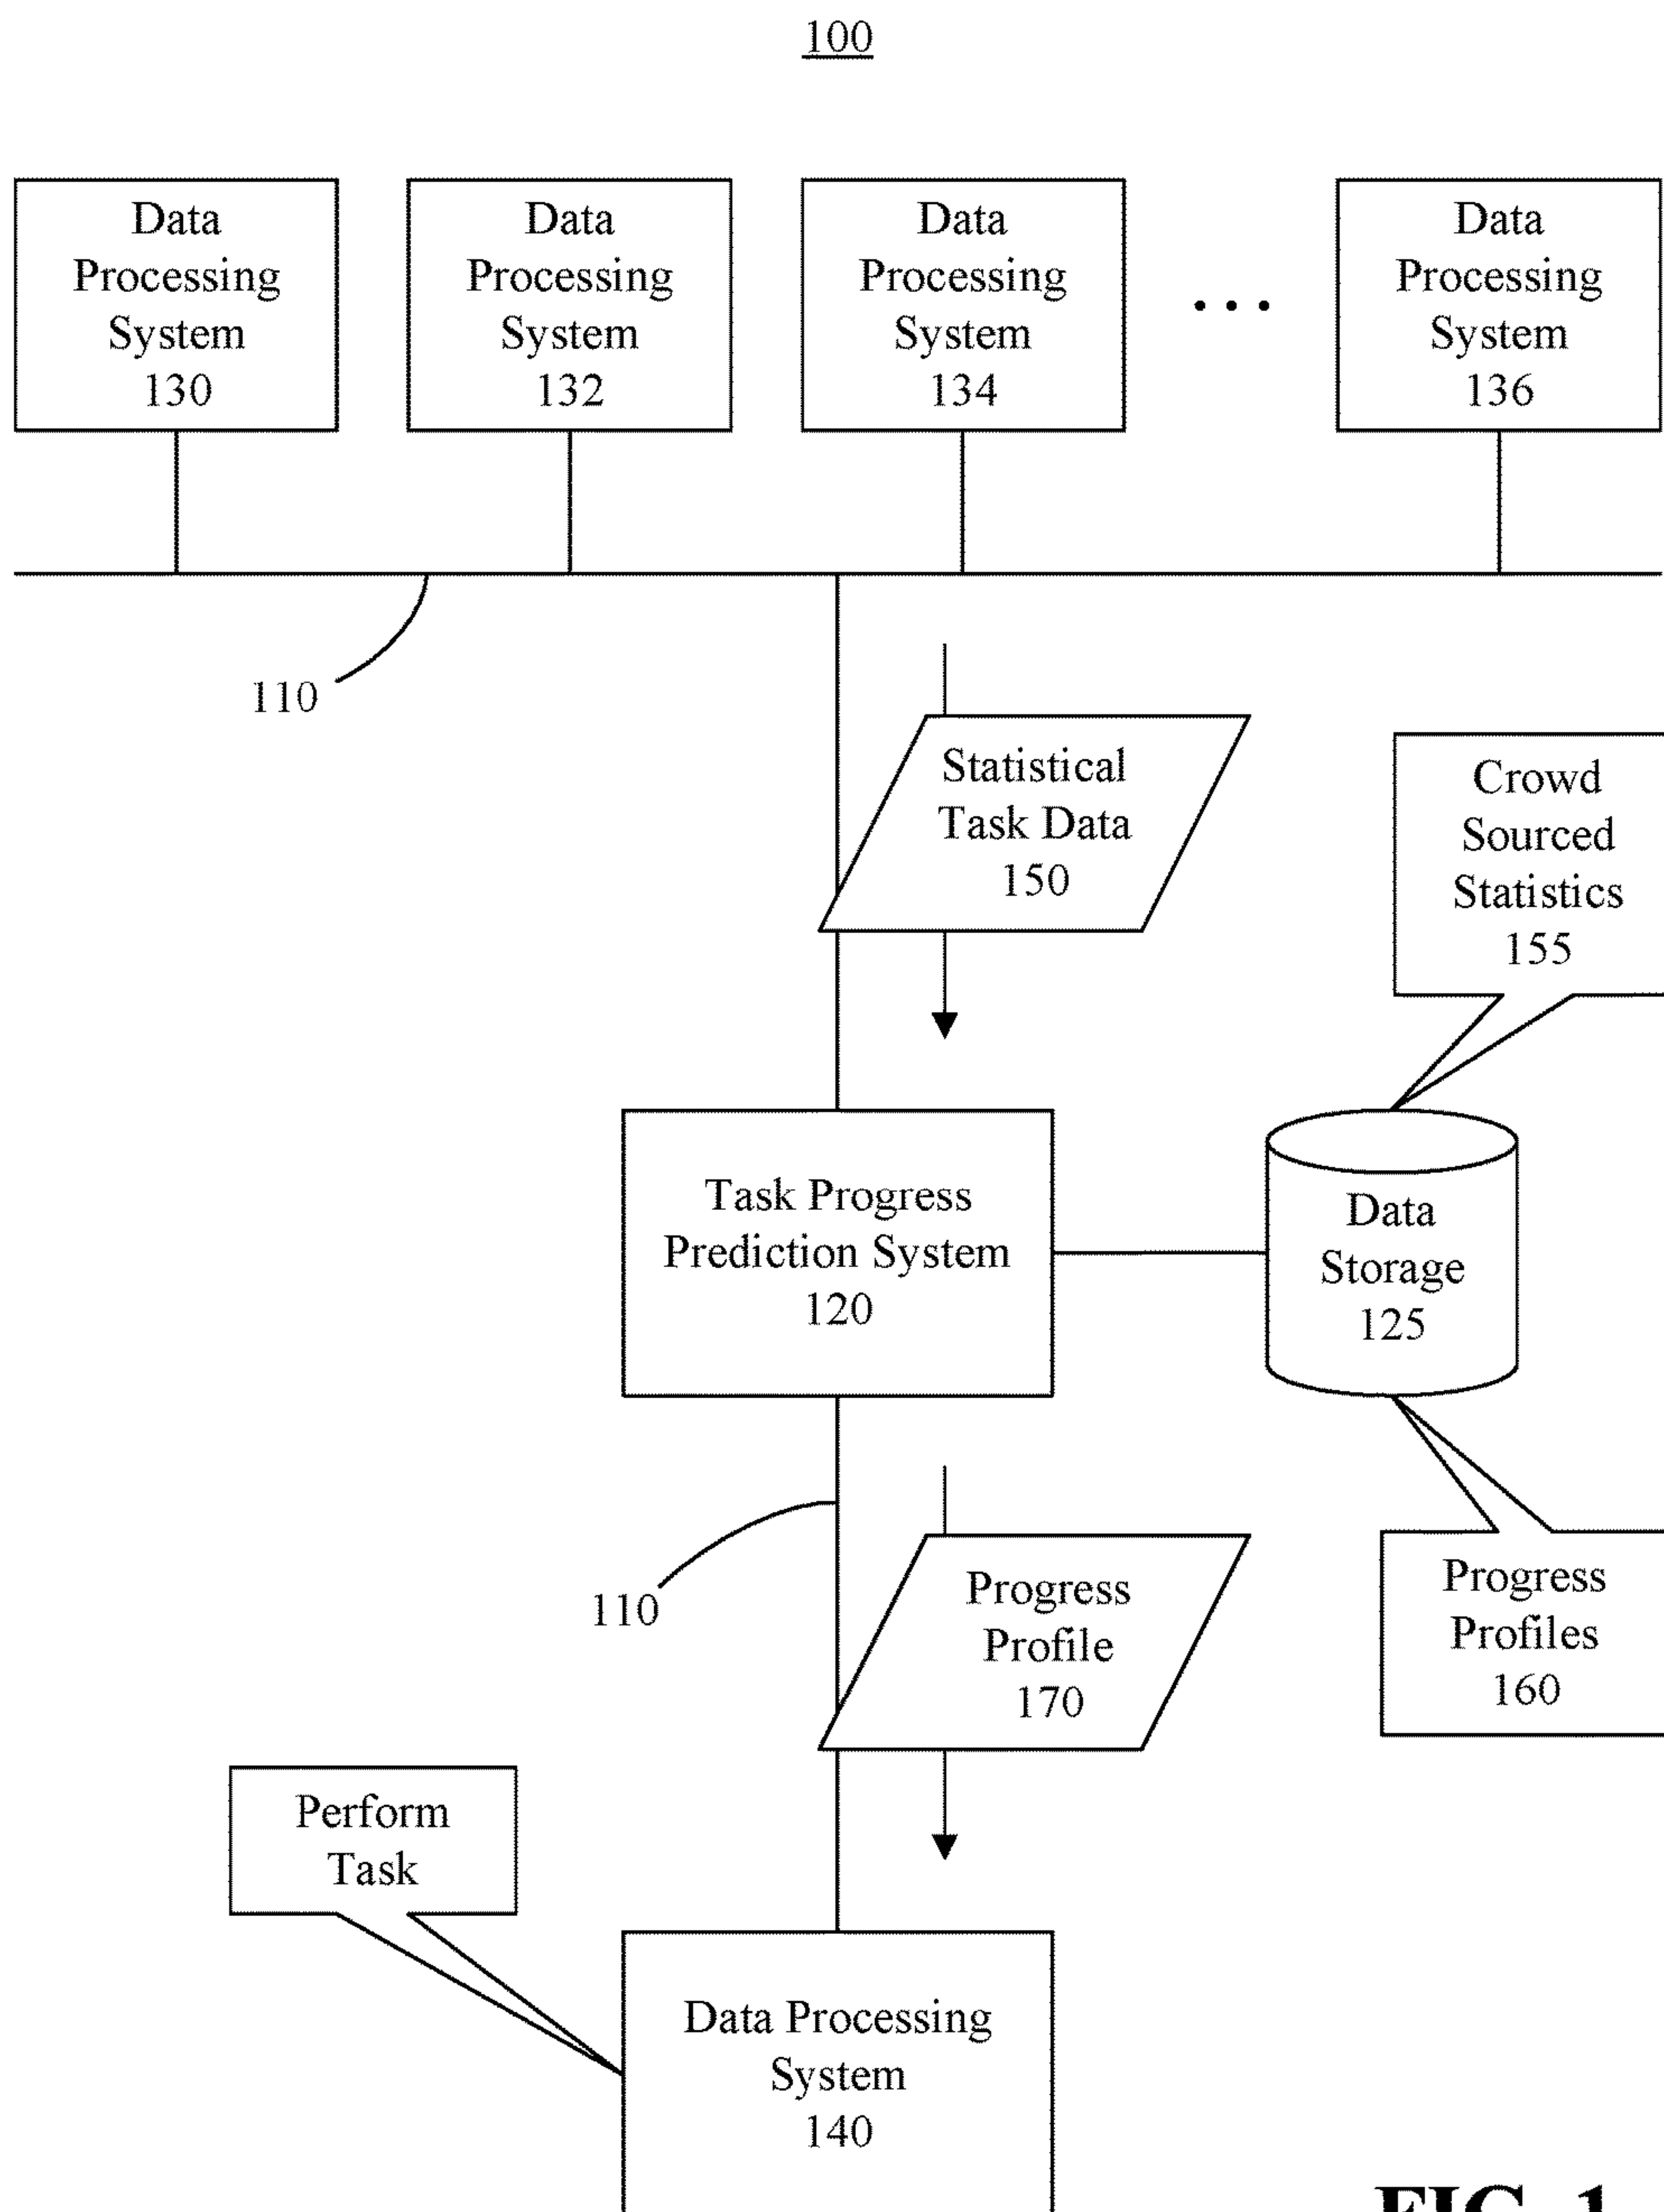 100
Data
Processing
System
130
Data
Processing
System
132
Data
Processing
System
134
. . .
Data
Processing
System
136
110
Statistical
Task Data
150
Crowd
Sourced
Statistics
155
Task Progress
Prediction System
120
Data
Storage
125
110
Progress
Profile
170
Progress
Profiles
160
Perform
Task
Data Processing
System
140
FIG. 1